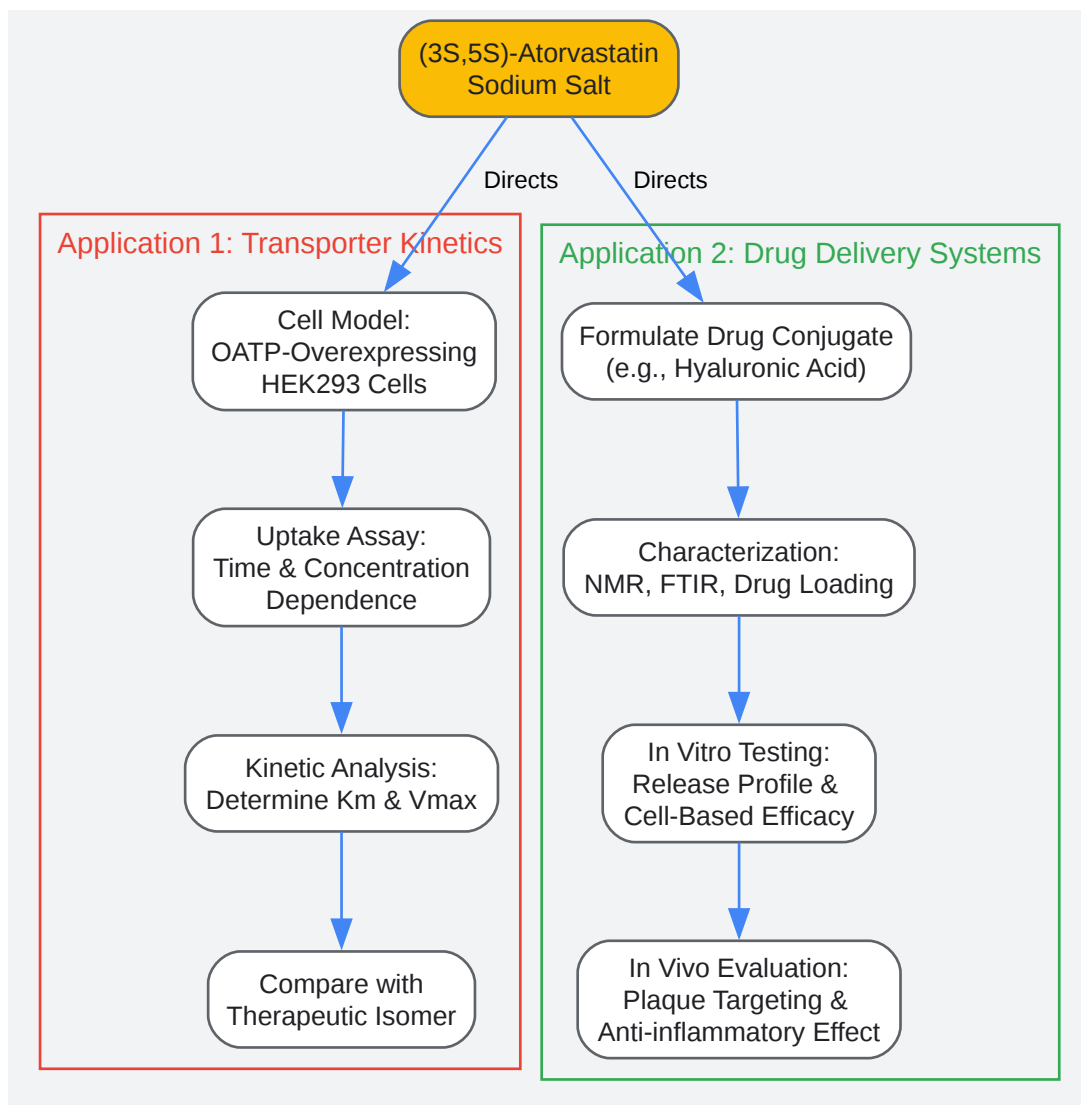 (3S,5S)-Atorvastatin
Sodium Salt
Directs
Directs
Application 1: Transporter Kinetics
Cell Model:
OATP-Overexpressing
HEK293 Cells
Uptake Assay:
Time & Concentration
Dependence
Kinetic Analysis:
Determine Km & Vmax
Compare with
Therapeutic Isomer
Application 2: Drug Delivery Systems
Formulate Drug Conjugate
(e.g., Hyaluronic Acid)
Characterization:
NMR, FTIR, Drug Loading
In Vitro Testing:
Release Profile &
Cell-Based Efficacy
In Vivo Evaluation:
Plaque Targeting &
Anti-inflammatory Effect